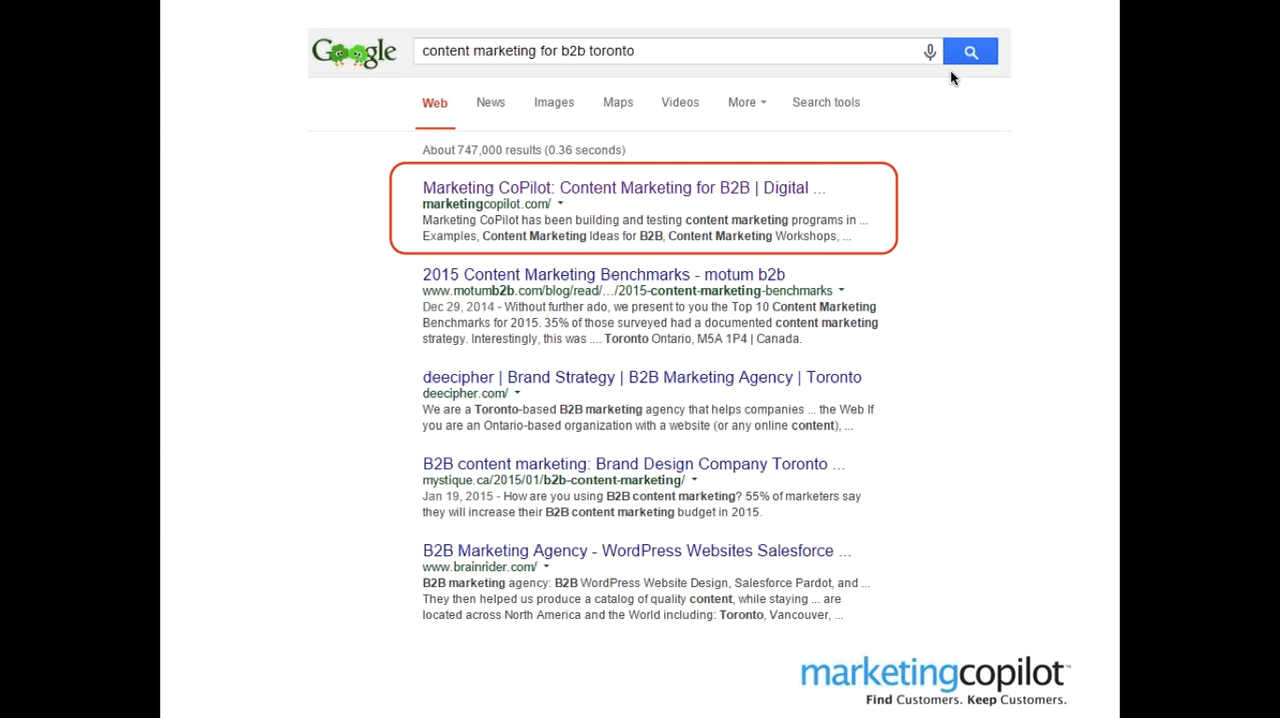 Google
content marketing for b2b toronto
Web News Images Maps Videos More Search tools
About 747,000 results (0.36 seconds)
Marketing CoPilot: Content Marketing for B2B | Digital ...
marketingcopilot.com/
Marketing CoPilot has been building and testing content marketing programs in ...
Examples, Content Marketing Ideas for B2B, Content Marketing Workshops, ...
2015 Content Marketing Benchmarks - motum b2b
www.motumb2b.com/blog/read/.../2015-content-marketing-benchmarks
Dec 29, 2014 - Without further ado, we present to you the Top 10 Content Marketing
Benchmarks for 2015. 35% of those surveyed had a documented content marketing
strategy. Interestingly, this was .... Toronto Ontario, M5A 1P4 | Canada.
deecipher | Brand Strategy | B2B Marketing Agency | Toronto
deecipher.com/
We are a Toronto-based B2B marketing agency that helps companies ... the Web If
you are an Ontario-based organization with a website (or any online content), ...
B2B content marketing: Brand Design Company Toronto ...
mystique.ca/2015/01/b2b-content-marketing/
Jan 19, 2015 - How are you using B2B content marketing? 55% of marketers say
they will increase their B2B content marketing budget in 2015.
B2B Marketing Agency - WordPress Websites Salesforce ...
www.brainrider.com/
B2B marketing agency: B2B WordPress Website Design, Salesforce Pardot, and ...
They then helped us produce a catalog of quality content, while staying ... are
located across North America and the World including: Toronto, Vancouver, ...
marketingcopilot™
Find Customers. Keep Customers.